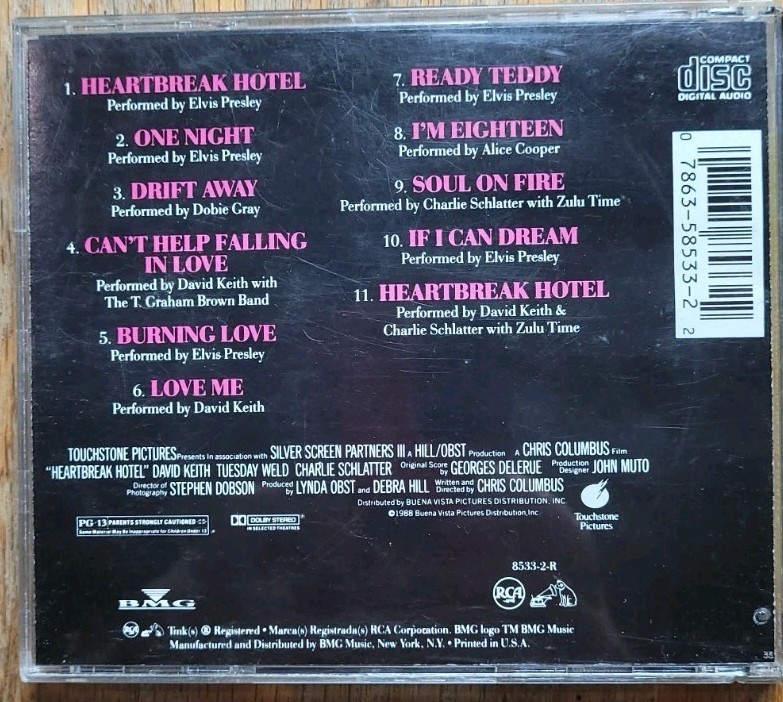 1. HEARTBREAK HOTEL
Performed by Elvis Presley
2. ONE NIGHT
Performed by Elvis Presley
3. DRIFT AWAY
Performed by Dobie Gray
4. CAN'T HELP FALLING
IN LOVE
Performed by David Keith with
The T. Graham Brown Band
5. BURNING LOVE
Performed by Elvis Presley
6. LOVE ME
Performed by David Keith
7. READY TEDDY
Performed by Elvis Presley
8. I'M EIGHTEEN
Performed by Alice Cooper
9. SOUL ON FIRE
Performed by Charlie Schlatter with Zulu Time
10. IF I CAN DREAM
Performed by Elvis Presley
11. HEARTBREAK HOTEL
Performed by David Keith &
Charlie Schlatter with Zulu Time
COMPACT
disc
DIGITAL AUDIO
0 7863-58533-2 2
TOUCHSTONE PICTURES Presents In association with SILVER SCREEN PARTNERS III A HILL/OBST Production A CHRIS COLUMBUS Film
"HEARTBREAK HOTEL" DAVID KEITH TUESDAY WELD CHARLIE SCHLATTER Original Score by GEORGES DELERUE Production Designer JOHN MUTO
Director of Photography STEPHEN DOBSON Produced by LYNDA OBST and DEBRA HILL Written and Directed by CHRIS COLUMBUS
Distributed by BUENA VISTA PICTURES DISTRIBUTION, INC.
©1988 Buena Vista Pictures Distribution, Inc.
Touchstone
Pictures
PG-13 PARENTS STRONGLY CAUTIONED
Some Material May Be Inappropriate for Children Under 13
DOLBY STEREO
IN SELECTED THEATRES
8533-2-R
BMG
RCA
RCA Tmk(s) ® Registered • Marca(s) Registrada(s) RCA Corporation. BMG logo TM BMG Music
Manufactured and Distributed by BMG Music, New York, N.Y. • Printed in U.S.A.